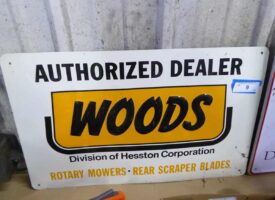 AUTHORIZED DEALER
WOODS
Division of Hesston Corporation
ROTARY MOWERS · REAR SCRAPER BLADES